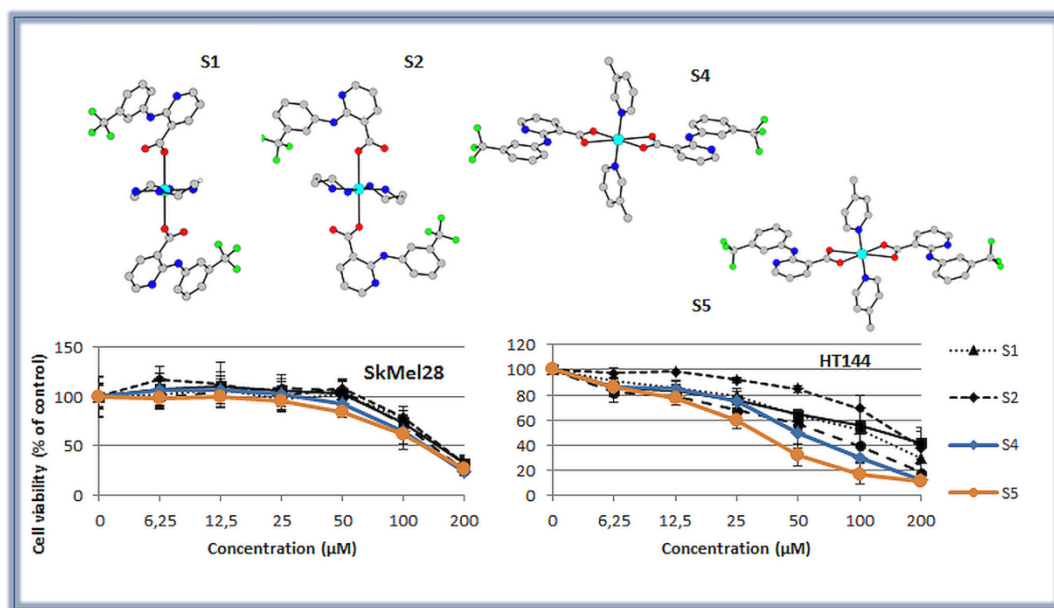 S1
S2
S4
S5
Cell viability (% of control)
150
100
50
0
SkMel28
0 6,25 12,5 25 50 100 200
Concentration (µM)
120
100
80
60
40
20
0
HT144
0 6,25 12,5 25 50 100 200
Concentration (µM)
S1
S2
S4
S5